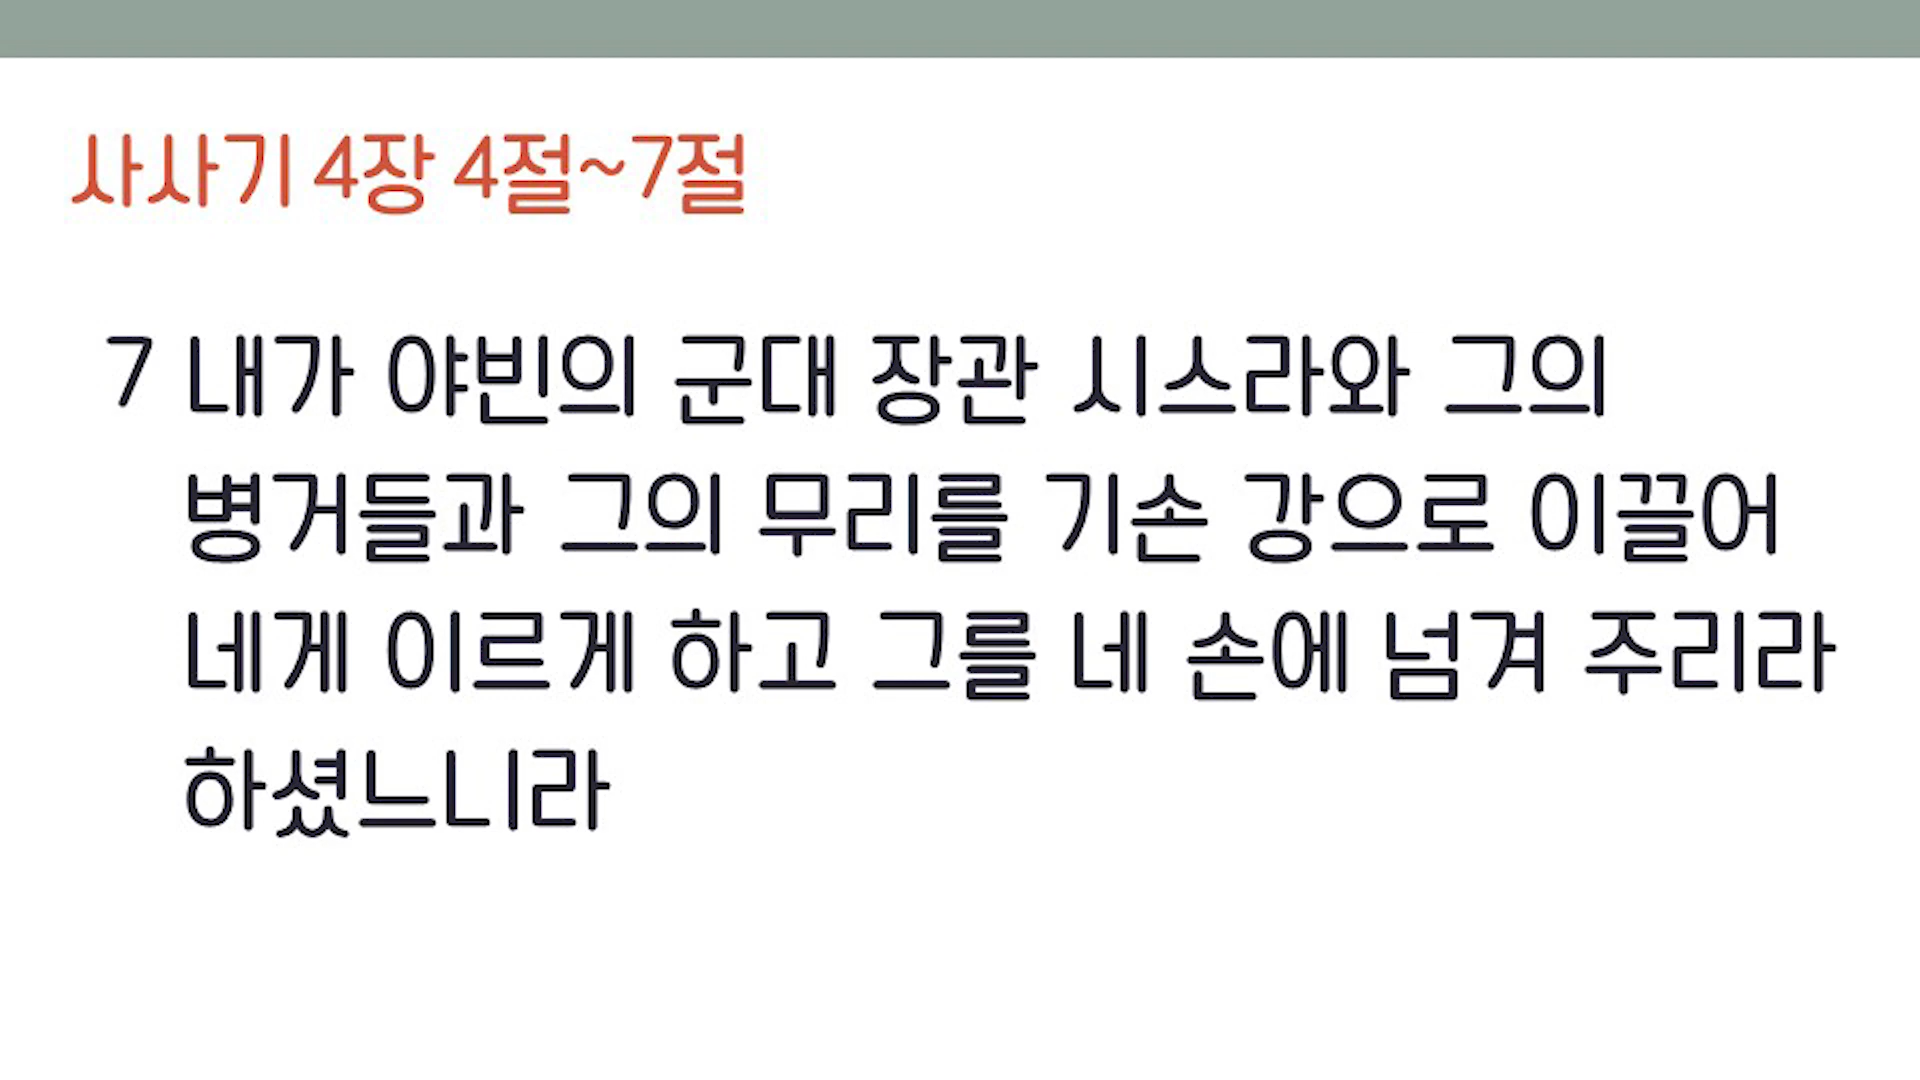 사사기 4장 4절~7절
7 내가 야빈의 군대 장관 시스라와 그의
병거들과 그의 무리를 기손 강으로 이끌어
네게 이르게 하고 그를 네 손에 넘겨 주리라
하셨느니라